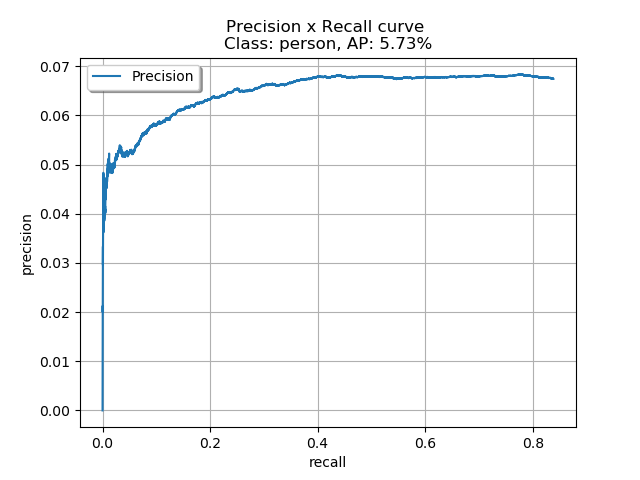 Precision x Recall curve
Class: person, AP: 5.73%
Precision
0.07
0.06
0.05
0.04
0.03
0.02
0.01
0.00
precision
0.0 0.2 0.4 0.6 0.8
recall